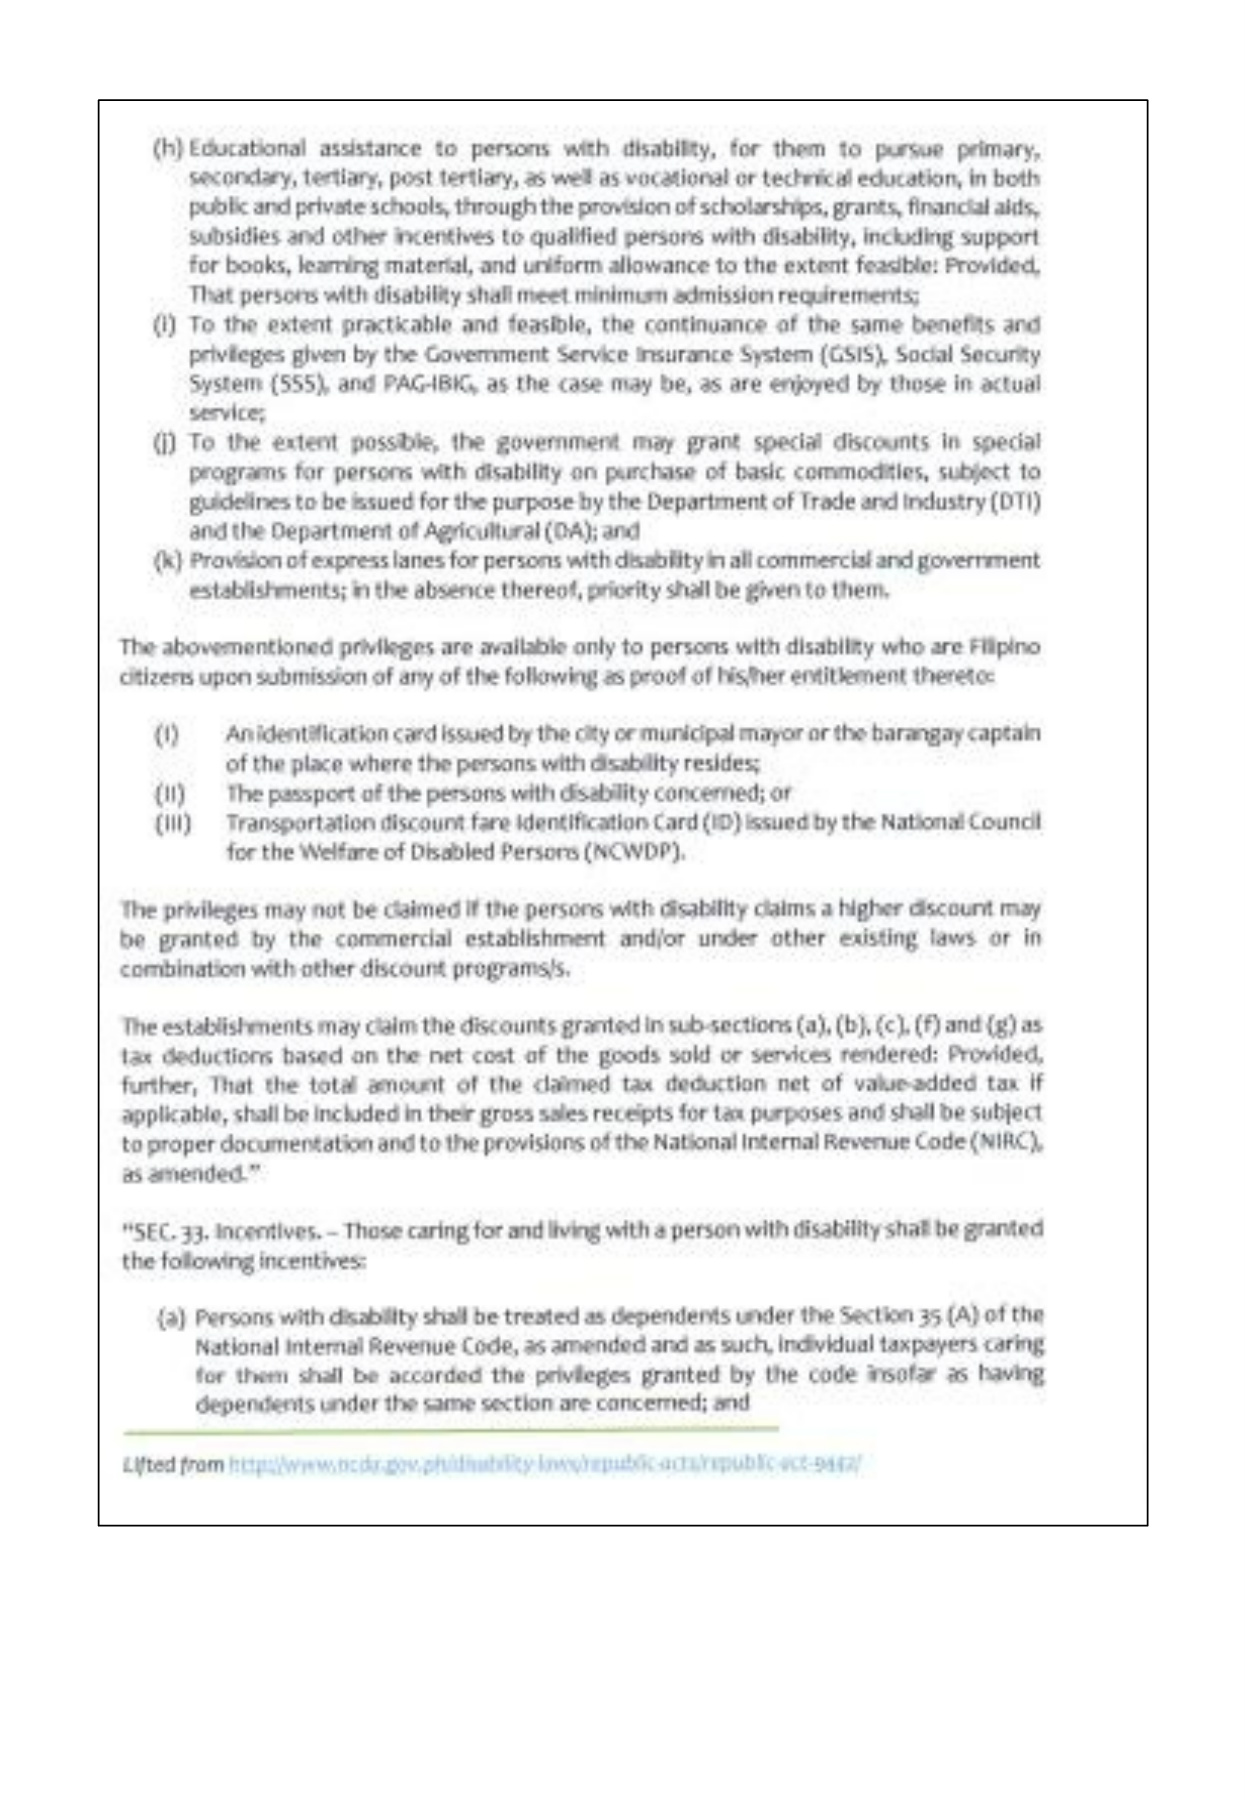 (h) Educational assistance to persons with disability, for them to pursue primary,
secondary, tertiary, post tertiary, as well as vocational or technical education, in both
public and private schools, through the provision of scholarships, grants, financial aids,
subsidies and other incentives to qualified persons with disability, including support
for books, learning material, and uniform allowance to the extent feasible: Provided,
That persons with disability shall meet minimum admission requirements;
(i) To the extent practicable and feasible, the continuance of the same benefits and
privileges given by the Government Service Insurance System (GSIS), Social Security
System (SSS), and PAG-IBIG, as the case may be, as are enjoyed by those in actual
service;
(j) To the extent possible, the government may grant special discounts in special
programs for persons with disability on purchase of basic commodities, subject to
guidelines to be issued for the purpose by the Department of Trade and Industry (DTI)
and the Department of Agricultural (DA); and
(k) Provision of express lanes for persons with disability in all commercial and government
establishments; in the absence thereof, priority shall be given to them.
The abovementioned privileges are available only to persons with disability who are Filipino
citizens upon submission of any of the following as proof of his/her entitlement thereto:
(I) An identification card issued by the city or municipal mayor or the barangay captain
of the place where the persons with disability resides;
(II) The passport of the persons with disability concerned; or
(III) Transportation discount fare Identification Card (ID) issued by the National Council
for the Welfare of Disabled Persons (NCWDP).
The privileges may not be claimed if the persons with disability claims a higher discount may
be granted by the commercial establishment and/or under other existing laws or in
combination with other discount programs/s.
The establishments may claim the discounts granted in sub-sections (a), (b), (c), (f) and (g) as
tax deductions based on the net cost of the goods sold or services rendered: Provided,
further, That the total amount of the claimed tax deduction net of value-added tax if
applicable, shall be included in their gross sales receipts for tax purposes and shall be subject
to proper documentation and to the provisions of the National Internal Revenue Code (NIRC),
as amended.”
“SEC. 33. Incentives. – Those caring for and living with a person with disability shall be granted
the following incentives:
(a) Persons with disability shall be treated as dependents under the Section 35 (A) of the
National Internal Revenue Code, as amended and as such, individual taxpayers caring
for them shall be accorded the privileges granted by the code insofar as having
dependents under the same section are concerned; and
Lifted from http://www.ncda.gov.ph/disability-laws/republic-acts/republic-act-9442/